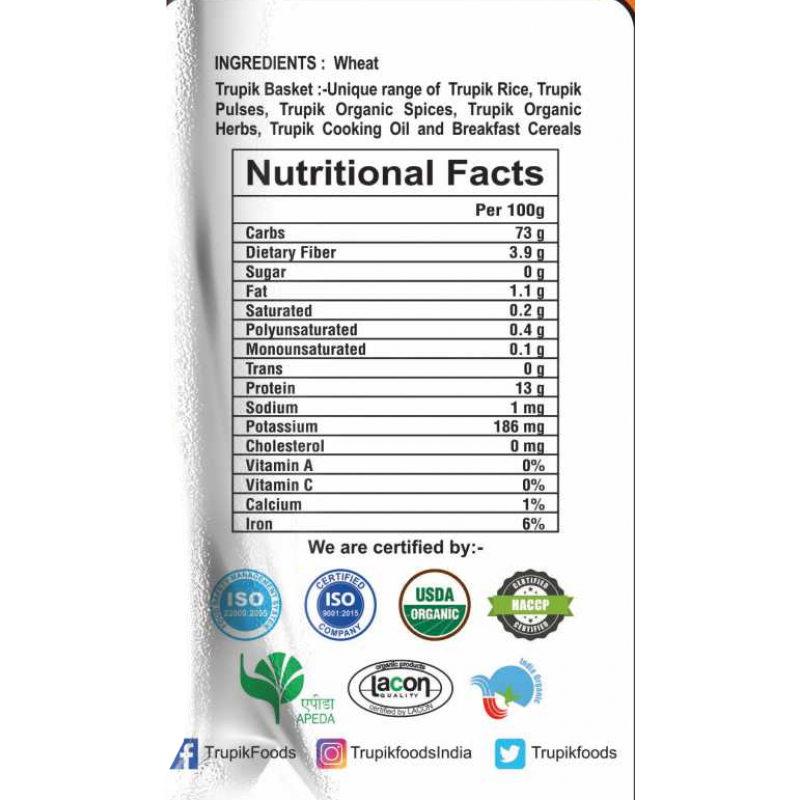 INGREDIENTS : Wheat
Trupik Basket :-Unique range of Trupik Rice, Trupik
Pulses, Trupik Organic Spices, Trupik Organic
Herbs, Trupik Cooking Oil and Breakfast Cereals
Nutritional Facts
Per 100g
Carbs 73 g
Dietary Fiber 3.9 g
Sugar 0 g
Fat 1.1 g
Saturated 0.2 g
Polyunsaturated 0.4 g
Monounsaturated 0.1 g
Trans 0 g
Protein 13 g
Sodium 1 mg
Potassium 186 mg
Cholesterol 0 mg
Vitamin A 0%
Vitamin C 0%
Calcium 1%
Iron 6%
We are certified by:-
FOOD SAFETY MANAGEMENT SYSTEM
ISO
22000:2005
CERTIFIED
ISO
9001:2015
COMPANY
USDA
ORGANIC
CERTIFIED
HACCP
CERTIFIED
एपीडा
APEDA
organic products
lacon
QUALITY
certified by LACON
India Organic
TrupikFoods
TrupikfoodsIndia
Trupikfoods